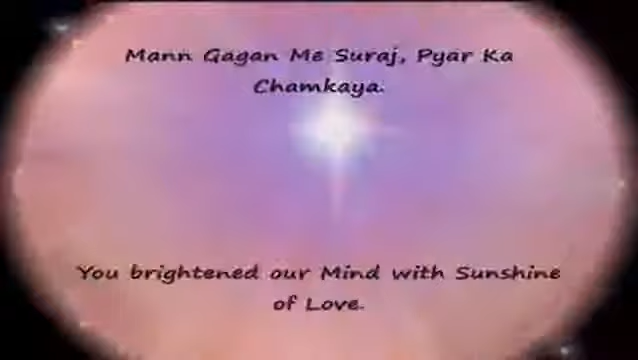 Mann Gagan Me Suraj, Pyar Ka
Chamkaya.
You brightened our Mind with Sunshine
of Love.